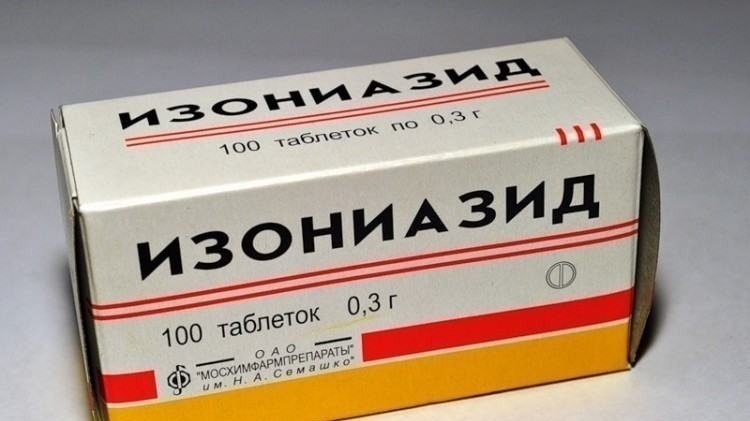 ИЗОНИАЗИД
100 таблеток по 0,3 г
ИЗОНИАЗИД
100 таблеток 0,3 г
ОАО
"МОСХИМФАРМПРЕПАРАТЫ"
им. Н. А. Семашко"